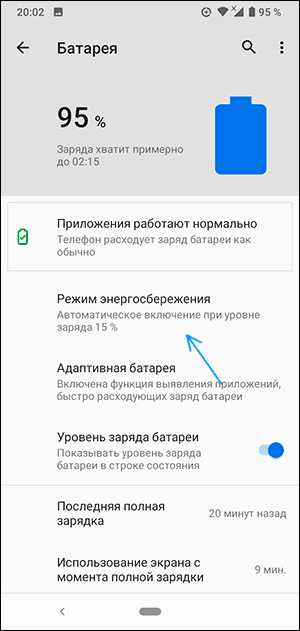 20:02 95 %
Батарея
95 %
Заряда хватит примерно
до 02:15
Приложения работают нормально
Телефон расходует заряд батареи как
обычно
Режим энергосбережения
Автоматическое включение при уровне
заряда 15 %
Адаптивная батарея
Включена функция выявления приложений,
быстро расходующих заряд батареи
Уровень заряда батареи
Показывать уровень заряда
батареи в строке состояния
Последняя полная
зарядка
20 минут назад
Использование экрана с
момента полной зарядки
9 мин.